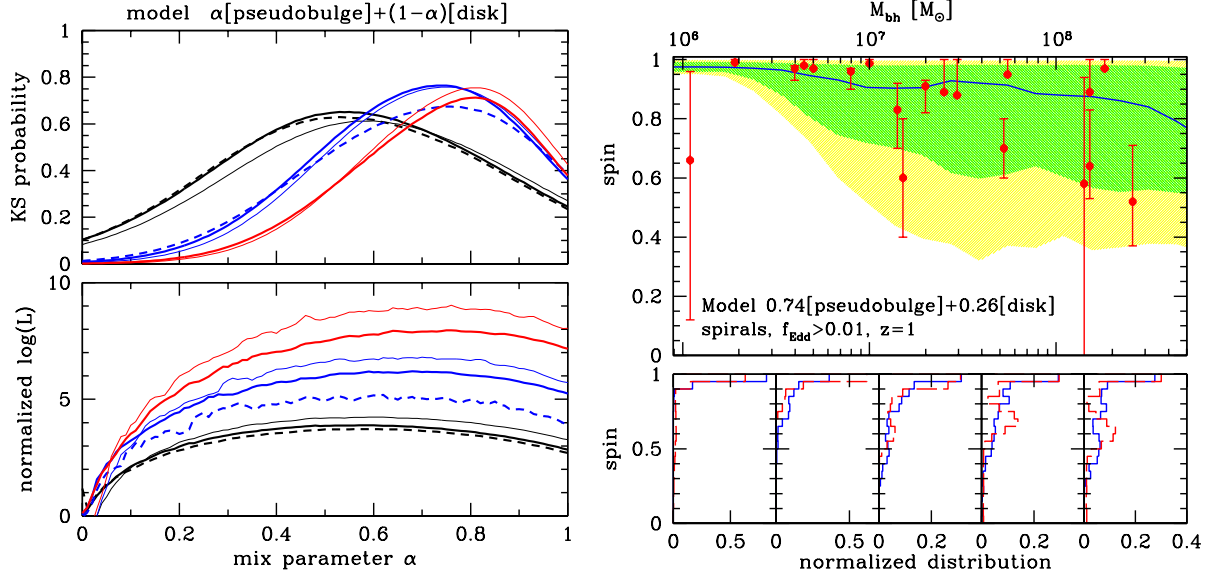 model α[pseudobulge]+(1−α)[disk]
KS probability
1
0.8
0.6
0.4
0.2
0
normalized log(L)
10
5
0
0 0.2 0.4 0.6 0.8 1
mix parameter α
M_bh [M_⊙]
10^6 10^7 10^8
spin
1
0.8
0.6
0.4
0.2
0
Model 0.74[pseudobulge]+0.26[disk]
spirals, f_Edd>0.01, z=1
spin
1
0.5
0
0 0.5 0 0.5 0 0.2 0 0.2 0 0.2 0.4
normalized distribution